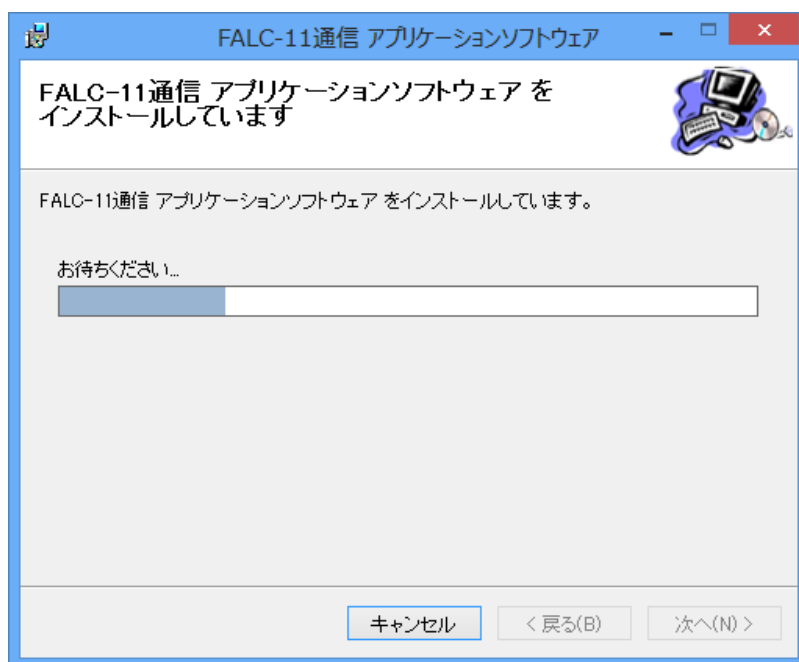 FALC-11通信 アプリケーションソフトウェア
FALC-11通信 アプリケーションソフトウェア を
インストールしています
FALC-11通信 アプリケーションソフトウェア をインストールしています。
お待ちください...
キャンセル
< 戻る(B)
次へ(N) >